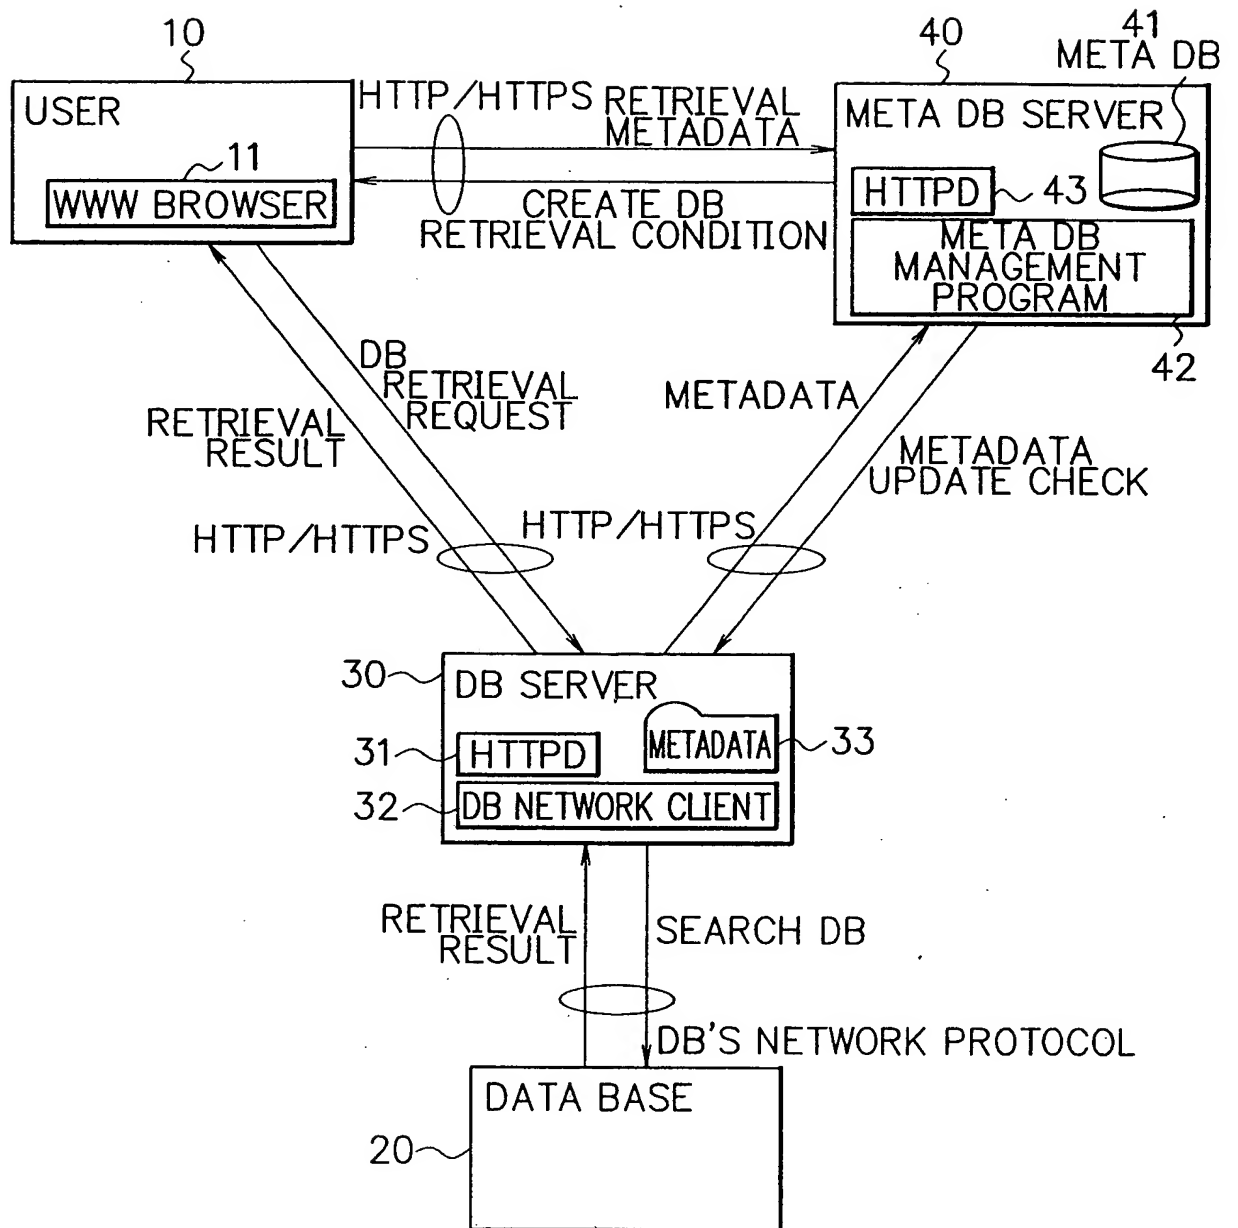 10
USER
11
WWW BROWSER
HTTP/HTTPS
RETRIEVAL
METADATA
CREATE DB
RETRIEVAL CONDITION
40
41
META DB
META DB SERVER
HTTPD
43
META DB
MANAGEMENT
PROGRAM
42
DB
RETRIEVAL
REQUEST
RETRIEVAL
RESULT
HTTP/HTTPS
METADATA
METADATA
UPDATE CHECK
HTTP/HTTPS
30
DB SERVER
31
HTTPD
METADATA
33
32
DB NETWORK CLIENT
RETRIEVAL
RESULT
SEARCH DB
DB'S NETWORK PROTOCOL
DATA BASE
20